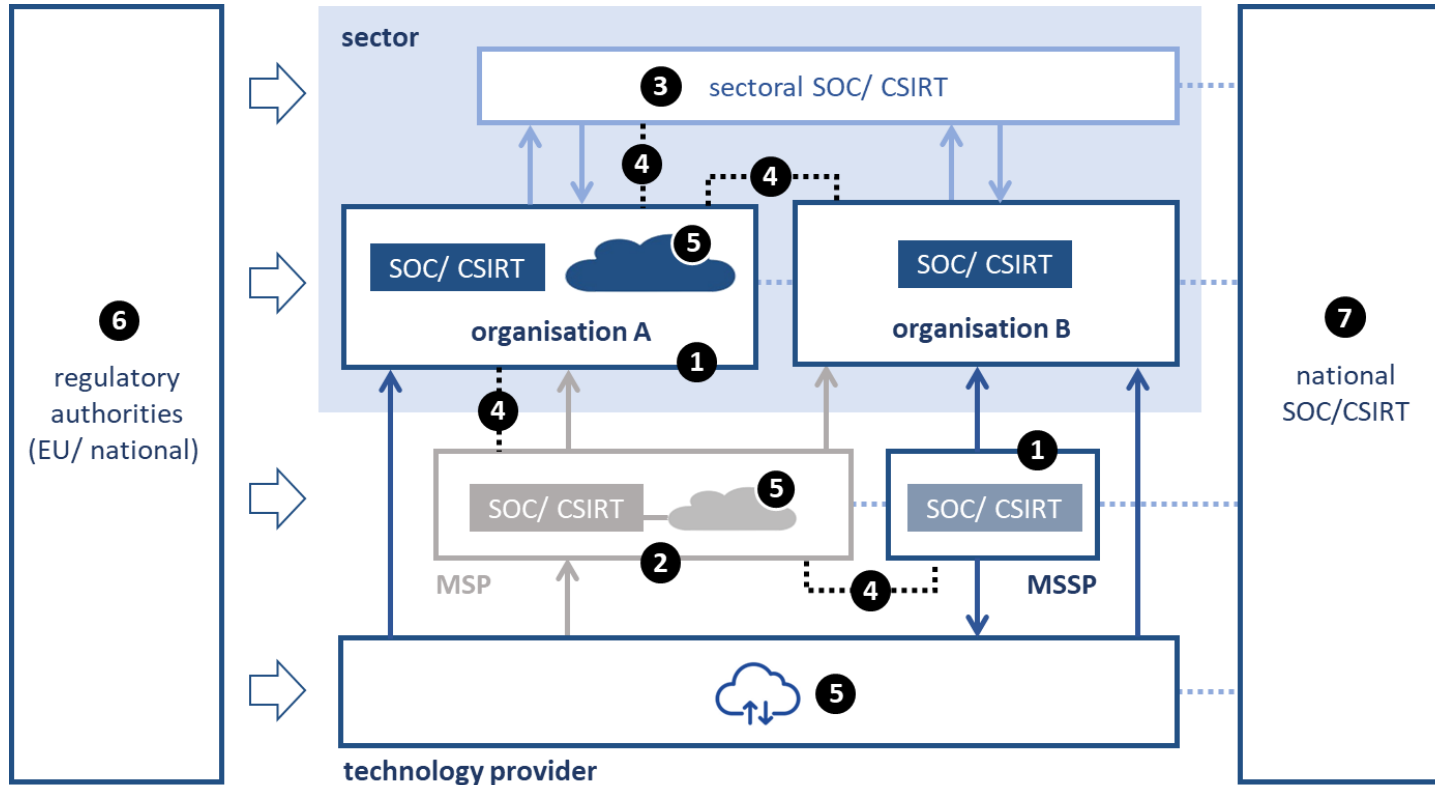 sector
3 sectoral SOC/ CSIRT
4
4
5
SOC/ CSIRT
SOC/ CSIRT
organisation A
organisation B
1
6
regulatory
authorities
(EU/ national)
7
national
SOC/CSIRT
4
1
5
SOC/ CSIRT
SOC/ CSIRT
2
MSP
4
MSSP
5
technology provider